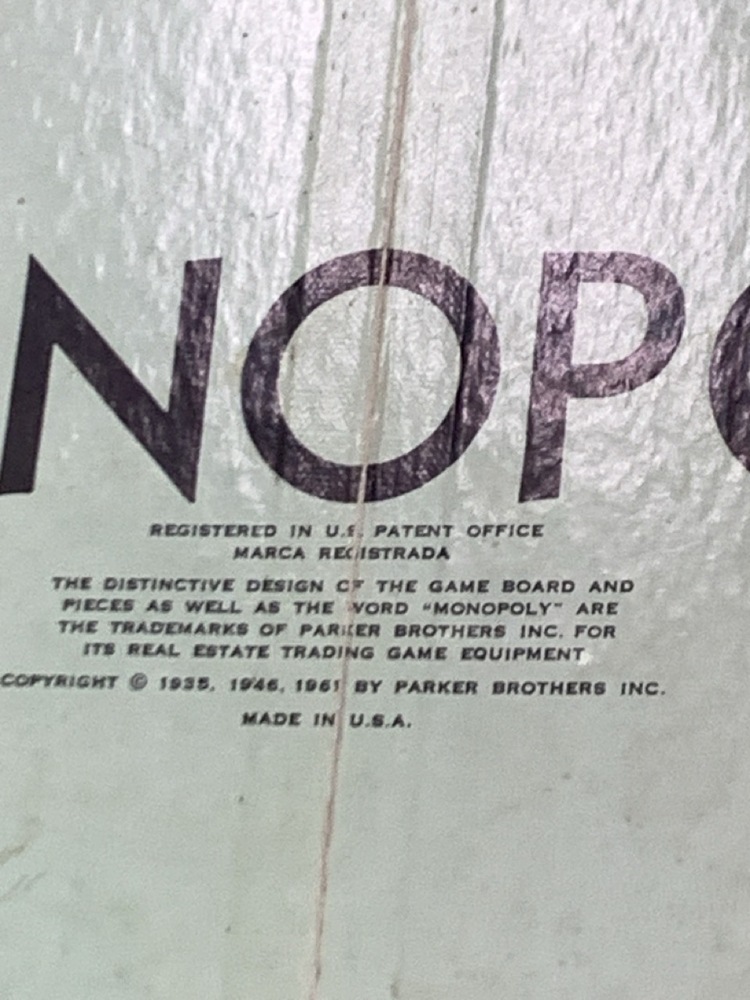 NOP
REGISTERED IN U.S. PATENT OFFICE
MARCA REGISTRADA
THE DISTINCTIVE DESIGN OF THE GAME BOARD AND
PIECES AS WELL AS THE WORD "MONOPOLY" ARE
THE TRADEMARKS OF PARKER BROTHERS INC. FOR
ITS REAL ESTATE TRADING GAME EQUIPMENT
COPYRIGHT © 1935, 1946, 1961 BY PARKER BROTHERS INC.
MADE IN U.S.A.